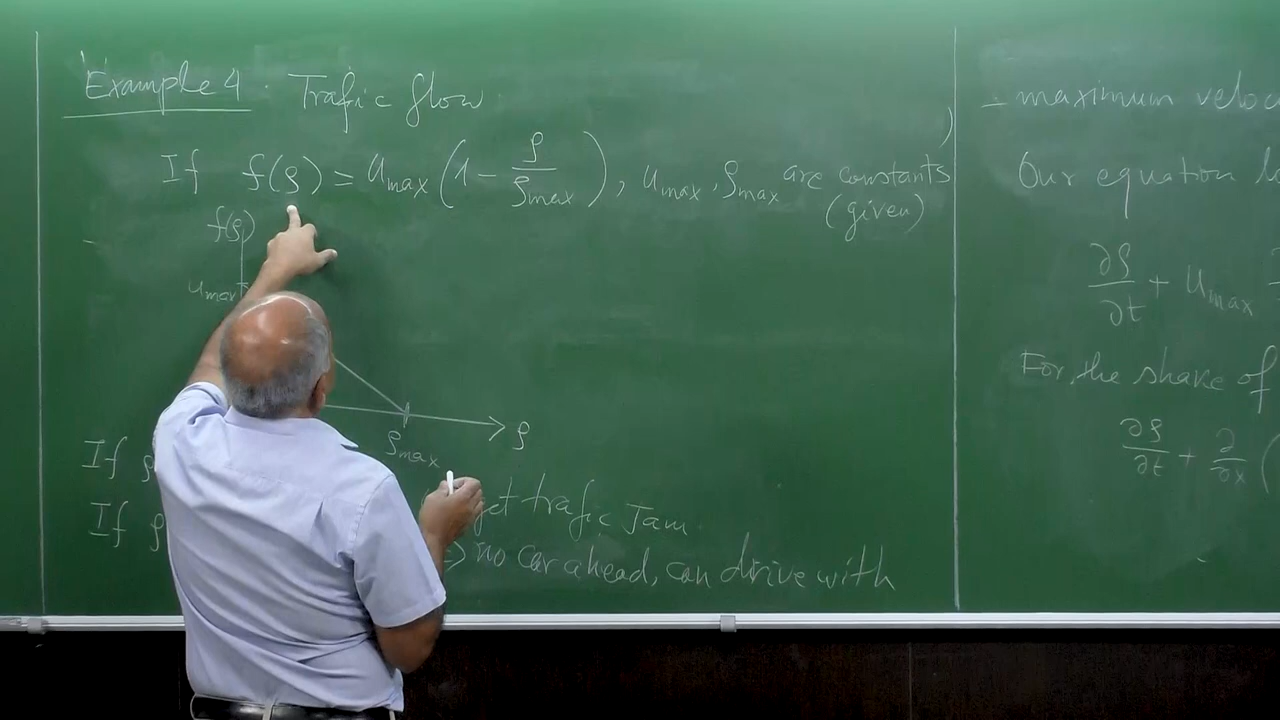 Example 4. Trafic flow
If f(ρ) = u_max (1 - ρ/ρ_max), u_max, ρ_max are constants
(given)
f(ρ)
u_max
ρ
ρ_max
If ρ
If ρ
get trafic Jam
=> no car ahead, can drive with
)
- maximum veloc
Our equation
∂ρ/∂t + u_max
For the shake of
∂ρ/∂t + ∂/∂x (